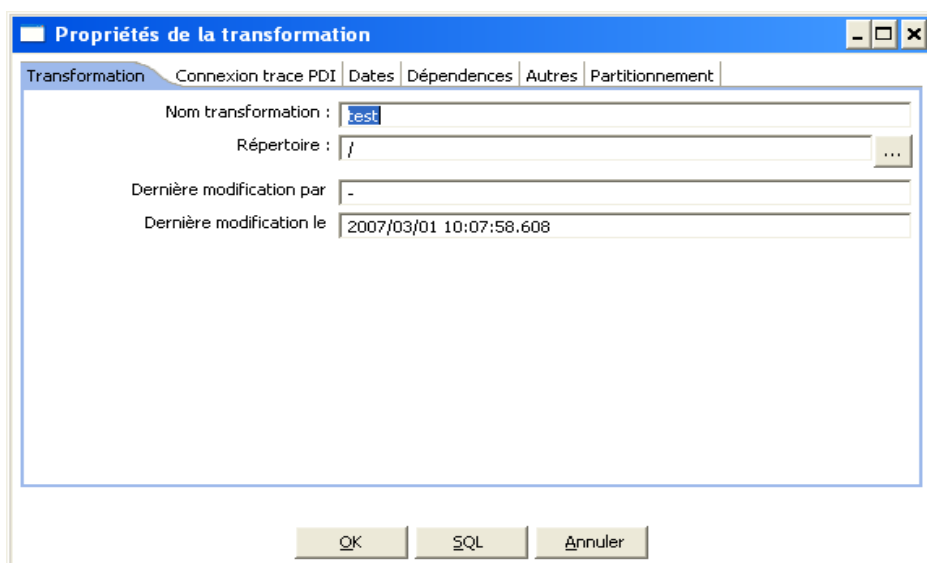 Propriétés de la transformation
Transformation Connexion trace PDI Dates Dépendences Autres Partitionnement
Nom transformation : test
Répertoire : / ...
Dernière modification par -
Dernière modification le 2007/03/01 10:07:58.608
OK SQL Annuler